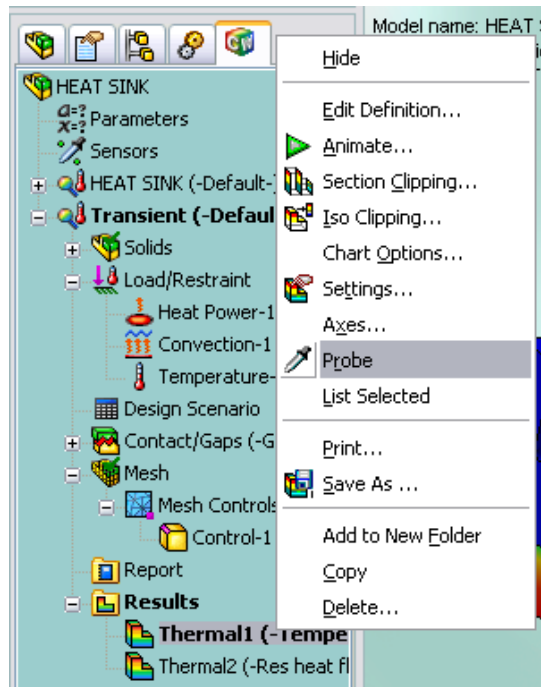 Model name: HEAT
HEAT SINK
a=?
x=?
Parameters
Sensors
HEAT SINK (-Default-)
Transient (-Defaul
Solids
Load/Restraint
Heat Power-1
Convection-1
Temperature-
Design Scenario
Contact/Gaps (-G
Mesh
Mesh Controls
Control-1
Report
Results
Thermal1 (-Tempe
Thermal2 (-Res heat fl
Hide
Edit Definition...
Animate...
Section Clipping...
Iso Clipping...
Chart Options...
Settings...
Axes...
Probe
List Selected
Print...
Save As ...
Add to New Folder
Copy
Delete...